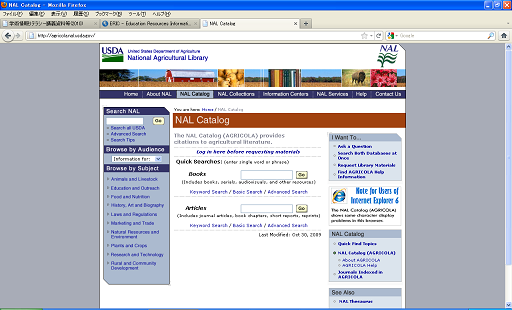 NAL Catalog - Mozilla Firefox
ファイル(F) 編集(E) 表示(V) 履歴(S) ブックマーク(B) ツール(T) ヘルプ(H)
ERIC – Education Resources Informati...
NAL Catalog
http://agricola.nal.usda.gov/
Google
USDA
United States Department of Agriculture
National Agricultural Library
NAL
Home About NAL NAL Catalog NAL Collections Information Centers NAL Services Help Contact Us
Search NAL
Go
Search all USDA
Advanced Search
Search Tips
Browse by Audience
Information for:
Browse by Subject
Animals and Livestock
Education and Outreach
Food and Nutrition
History, Art and Biography
Laws and Regulations
Marketing and Trade
Natural Resources and
Environment
Plants and Crops
Research and Technology
Rural and Community
Development
You are here: Home / NAL Catalog
NAL Catalog
The NAL Catalog (AGRICOLA) provides
citations to agricultural literature.
Log in here before requesting materials
Quick Searches: (enter single word or phrase)
Books
Go
(Includes books, serials, audiovisuals, and other resources)
Keyword Search / Basic Search / Advanced Search
Articles
Go
(Includes journal articles, book chapters, short reports, reprints)
Keyword Search / Basic Search / Advanced Search
Last Modified: Oct 30, 2009
I Want To...
Ask a Question
Search Both Databases at
Once
Request Library Materials
Find AGRICOLA Help
Information
Note for Users of
Internet Explorer 6
The NAL Catalog (AGRICOLA)
shows some character display
problems in this browsers
NAL Catalog
Quick Find Topics
NAL Catalog (AGRICOLA)
About AGRICOLA
AGRICOLA Help
Journals Indexed in
AGRICOLA
See Also
NAL Thesaurus